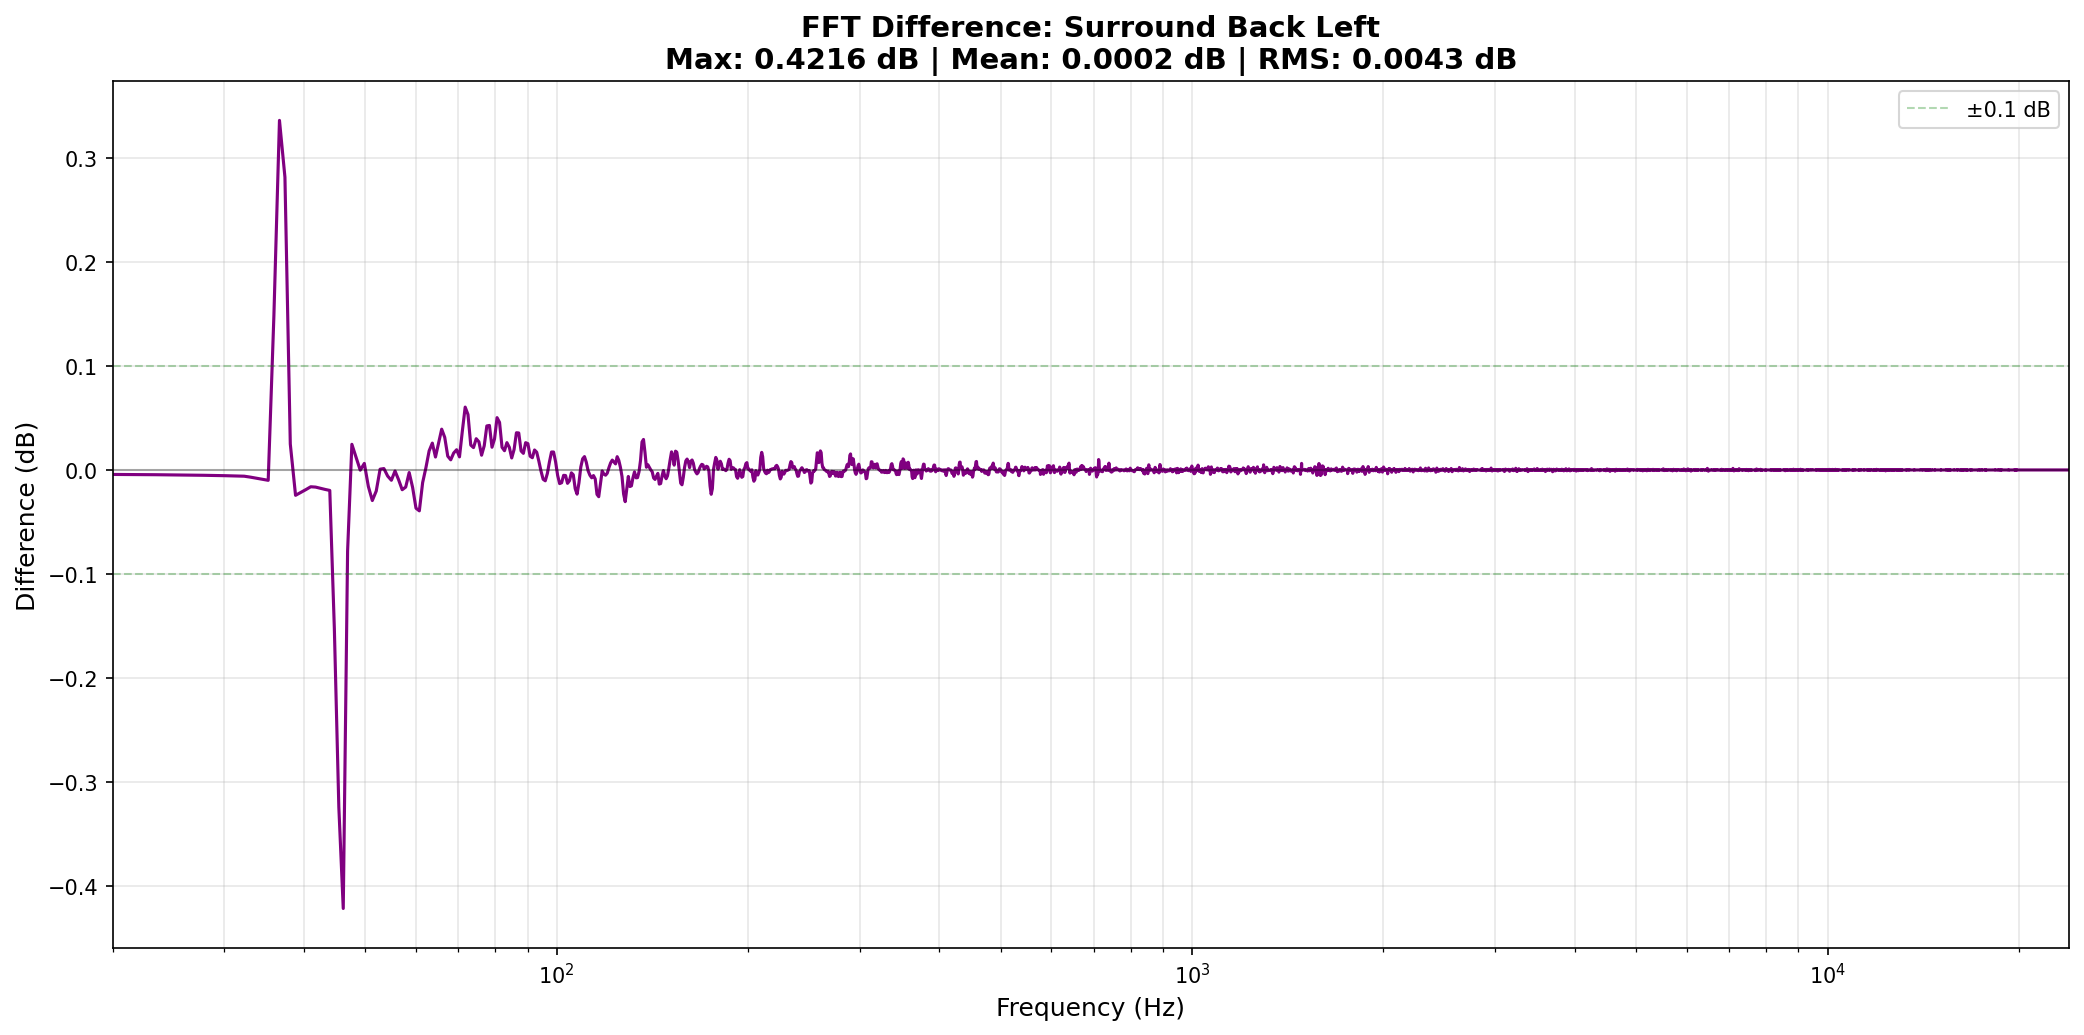 FFT Difference: Surround Back Left
Max: 0.4216 dB | Mean: 0.0002 dB | RMS: 0.0043 dB
±0.1 dB
Difference (dB)
0.3
0.2
0.1
0.0
−0.1
−0.2
−0.3
−0.4
10² 10³ 10⁴
Frequency (Hz)